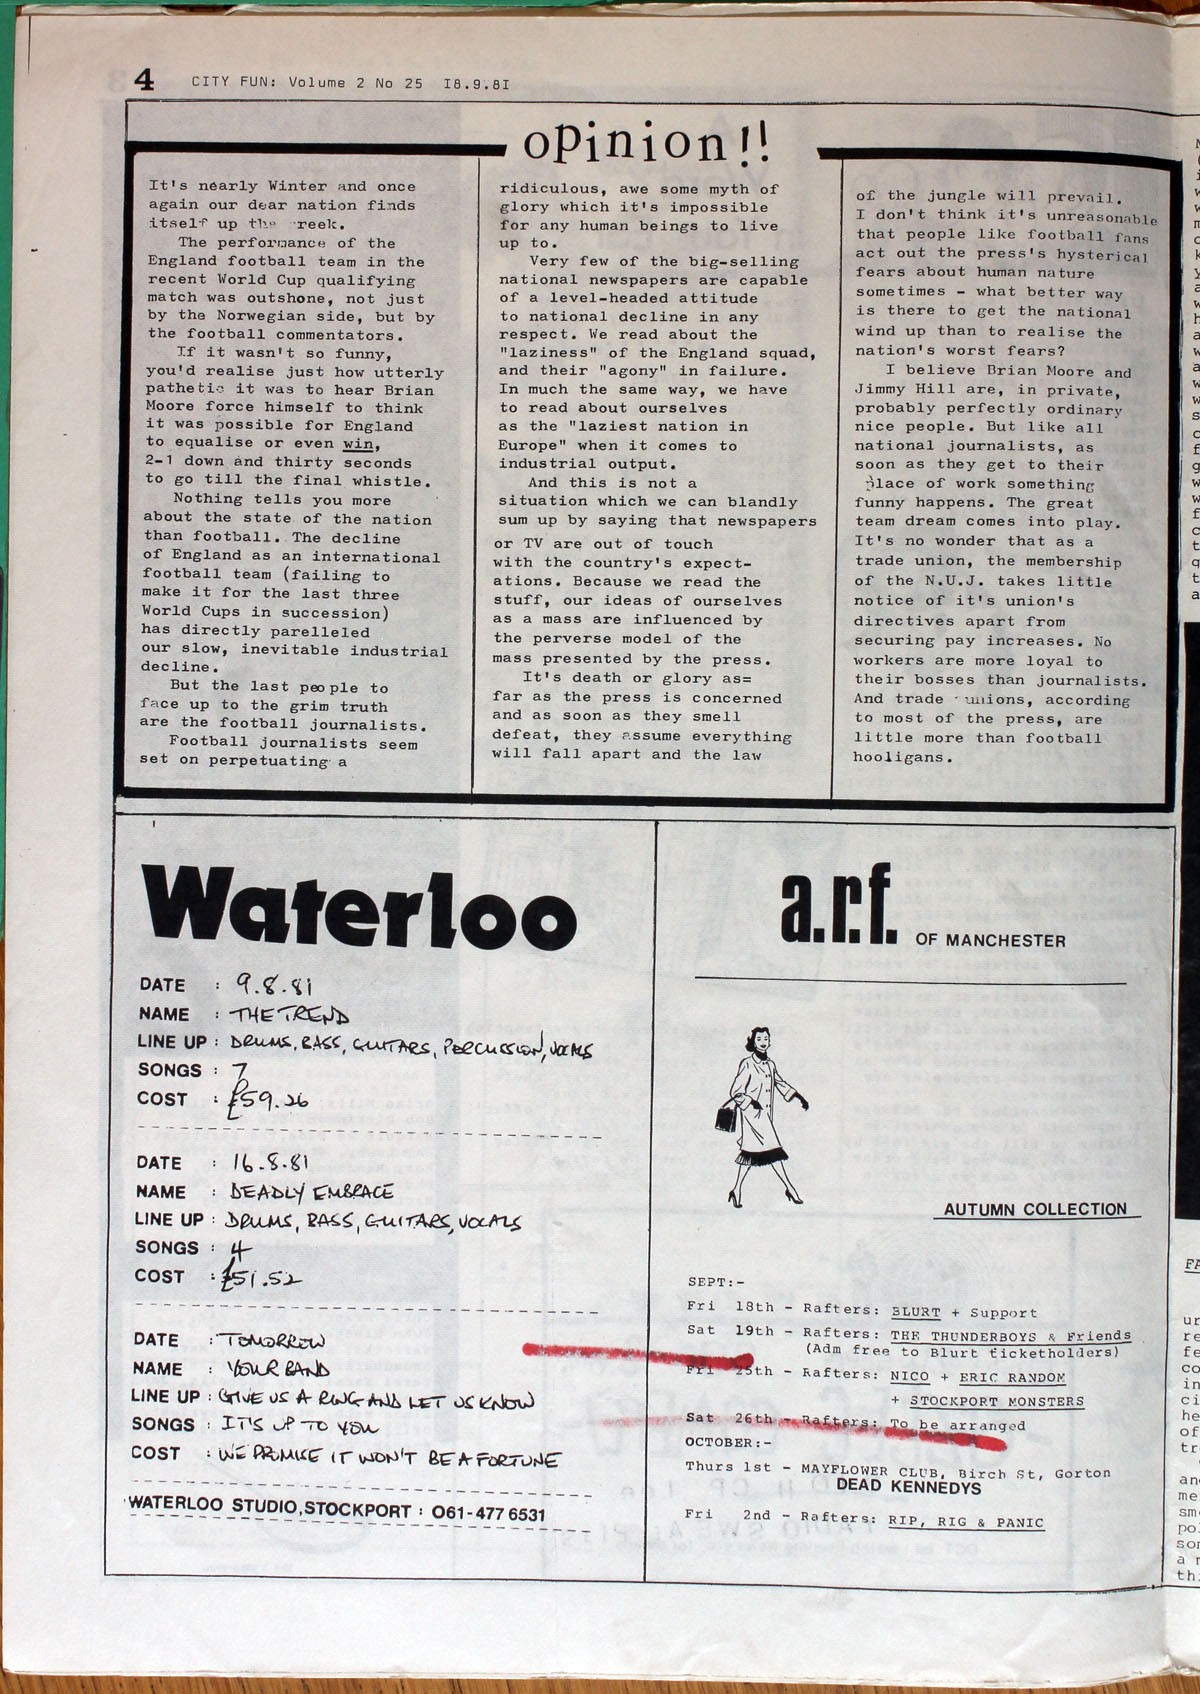 4 CITY FUN: Volume 2 No 25 I8.9.8I
opinion!!
It's nearly Winter and once
again our dear nation finds
itself up the reek.
The performance of the
England football team in the
recent World Cup qualifying
match was outshone, not just
by the Norwegian side, but by
the football commentators.
If it wasn't so funny,
you'd realise just how utterly
pathetic it was to hear Brian
Moore force himself to think
it was possible for England
to equalise or even win,
2-1 down and thirty seconds
to go till the final whistle.
Nothing tells you more
about the state of the nation
than football. The decline
of England as an international
football team (failing to
make it for the last three
World Cups in succession)
has directly parelleled
our slow, inevitable industrial
decline.
But the last people to
face up to the grim truth
are the football journalists.
Football journalists seem
set on perpetuating a
ridiculous, awe some myth of
glory which it's impossible
for any human beings to live
up to.
Very few of the big-selling
national newspapers are capable
of a level-headed attitude
to national decline in any
respect. We read about the
"laziness" of the England squad,
and their "agony" in failure.
In much the same way, we have
to read about ourselves
as the "laziest nation in
Europe" when it comes to
industrial output.
And this is not a
situation which we can blandly
sum up by saying that newspapers
or TV are out of touch
with the country's expect-
ations. Because we read the
stuff, our ideas of ourselves
as a mass are influenced by
the perverse model of the
mass presented by the press.
It's death or glory as=
far as the press is concerned
and as soon as they smell
defeat, they assume everything
will fall apart and the law
of the jungle will prevail.
I don't think it's unreasonable
that people like football fans
act out the press's hysterical
fears about human nature
sometimes - what better way
is there to get the national
wind up than to realise the
nation's worst fears?
I believe Brian Moore and
Jimmy Hill are, in private,
probably perfectly ordinary
nice people. But like all
national journalists, as
soon as they get to their
place of work something
funny happens. The great
team dream comes into play.
It's no wonder that as a
trade union, the membership
of the N.U.J. takes little
notice of it's union's
directives apart from
securing pay increases. No
workers are more loyal to
their bosses than journalists.
And trade unions, according
to most of the press, are
little more than football
hooligans.
Waterloo
DATE : 9.8.81
NAME : THE TREND
LINE UP : DRUMS, BASS, GUITARS, PERCUSSION, VOCALS
SONGS : 7
COST : £59.26
DATE : 16.8.81
NAME : DEADLY EMBRACE
LINE UP : DRUMS, BASS, GUITARS, VOCALS
SONGS : 4
COST : £51.52
DATE : TOMORROW
NAME : YOUR BAND
LINE UP : GIVE US A RING AND LET US KNOW
SONGS : IT'S UP TO YOU
COST : WE PROMISE IT WON'T BE A FORTUNE
WATERLOO STUDIO, STOCKPORT : 061-477 6531
a.r.f. OF MANCHESTER
AUTUMN COLLECTION
SEPT:-
Fri 18th - Rafters: BLURT + Support
Sat 19th - Rafters: THE THUNDERBOYS & Friends
(Adm free to Blurt ticketholders)
Fri 25th - Rafters: NICO + ERIC RANDOM
+ STOCKPORT MONSTERS
Sat 26th - Rafters: To be arranged
OCTOBER:-
Thurs 1st - MAYFLOWER CLUB, Birch St, Gorton
DEAD KENNEDYS
Fri 2nd - Rafters: RIP, RIG & PANIC